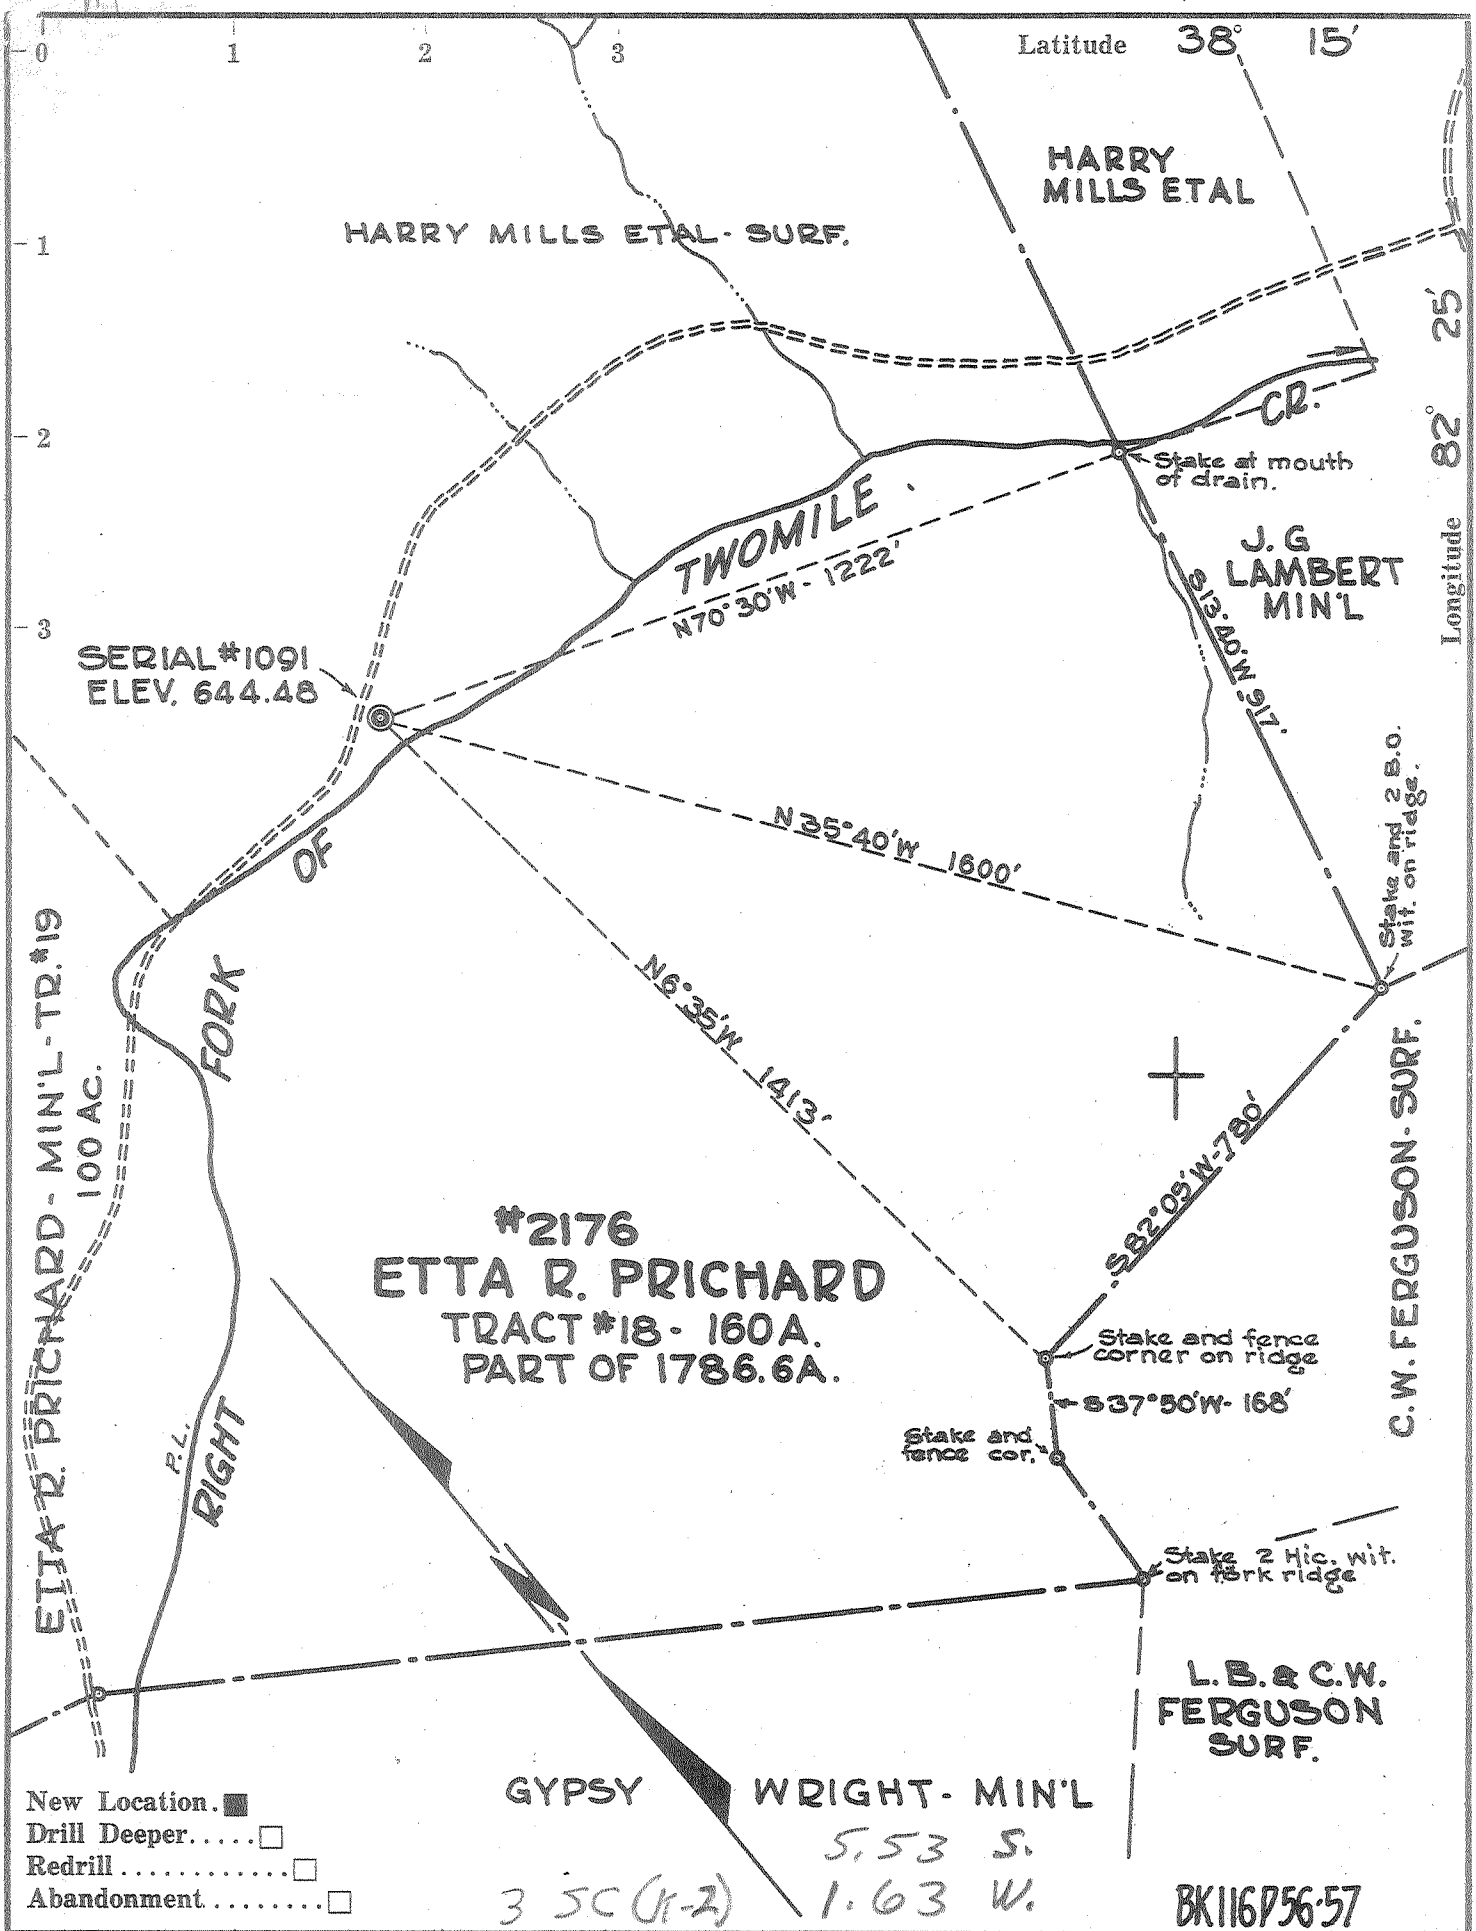 0 1 2 3
Latitude 38° 15'
HARRY
MILLS ETAL
HARRY MILLS ETAL - SURF.
1
25'
82°
Longitude
2
CR.
Stake at mouth
of drain.
TWOMILE
N70°30'W - 1222'
J. G
LAMBERT
MIN'L
S13°40'W 917'
3
SERIAL #1091
ELEV. 644.48
Stake and 2 B.O.
wit. on ridge.
N 35°40'W 1600'
OF
ETTA R. PRICHARD - MIN'L - TR. #19
100 AC.
FORK
N6°35'W 1413'
S82°05'W-780'
C. W. FERGUSON - SURF.
#2176
ETTA R. PRICHARD
TRACT #18 - 160A.
PART OF 1786.6A.
Stake and fence
corner on ridge
S37°50'W- 168'
Stake and
fence cor.
P.L.
RIGHT
Stake 2 Hic. wit.
on fork ridge
L. B. & C.W.
FERGUSON
SURF.
GYPSY WRIGHT - MIN'L
New Location.
Drill Deeper.....
Redrill............
Abandonment........
5.53 S.
3 SC (K-2) 1.63 W.
BK116P56-57